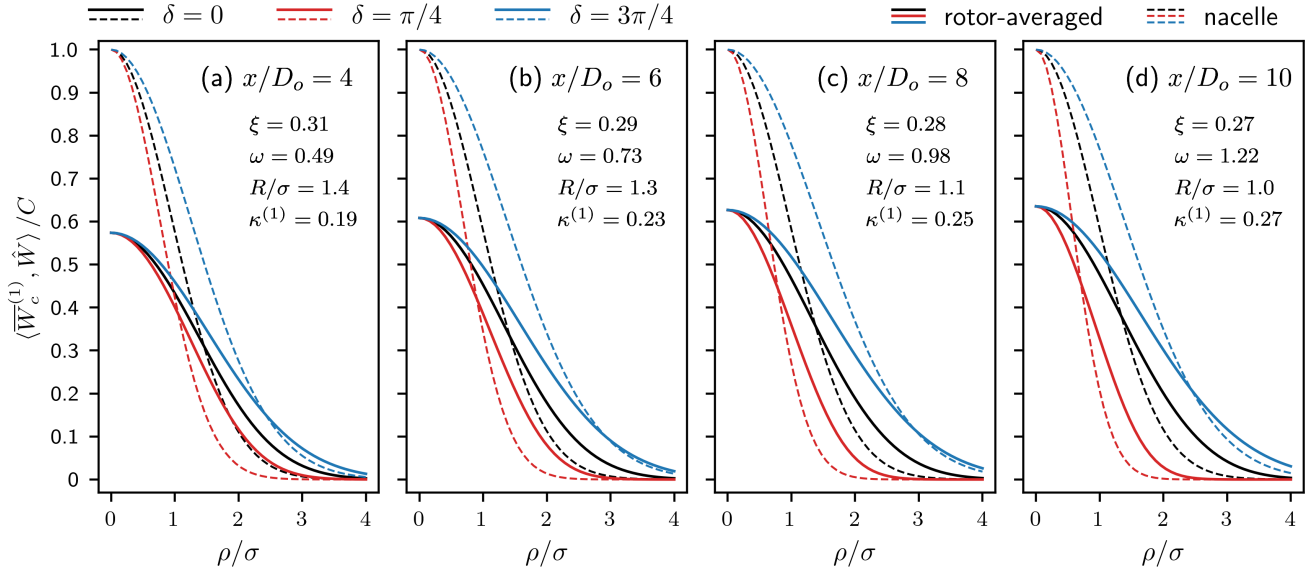 δ = 0 δ = π/4 δ = 3π/4 rotor-averaged nacelle
⟨W̅_c^(1), Ŵ⟩/C
1.0
0.9
0.8
0.7
0.6
0.5
0.4
0.3
0.2
0.1
0
(a) x/D_o = 4
ξ = 0.31
ω = 0.49
R/σ = 1.4
κ^(1) = 0.19
0 1 2 3 4
ρ/σ
(b) x/D_o = 6
ξ = 0.29
ω = 0.73
R/σ = 1.3
κ^(1) = 0.23
0 1 2 3 4
ρ/σ
(c) x/D_o = 8
ξ = 0.28
ω = 0.98
R/σ = 1.1
κ^(1) = 0.25
0 1 2 3 4
ρ/σ
(d) x/D_o = 10
ξ = 0.27
ω = 1.22
R/σ = 1.0
κ^(1) = 0.27
0 1 2 3 4
ρ/σ